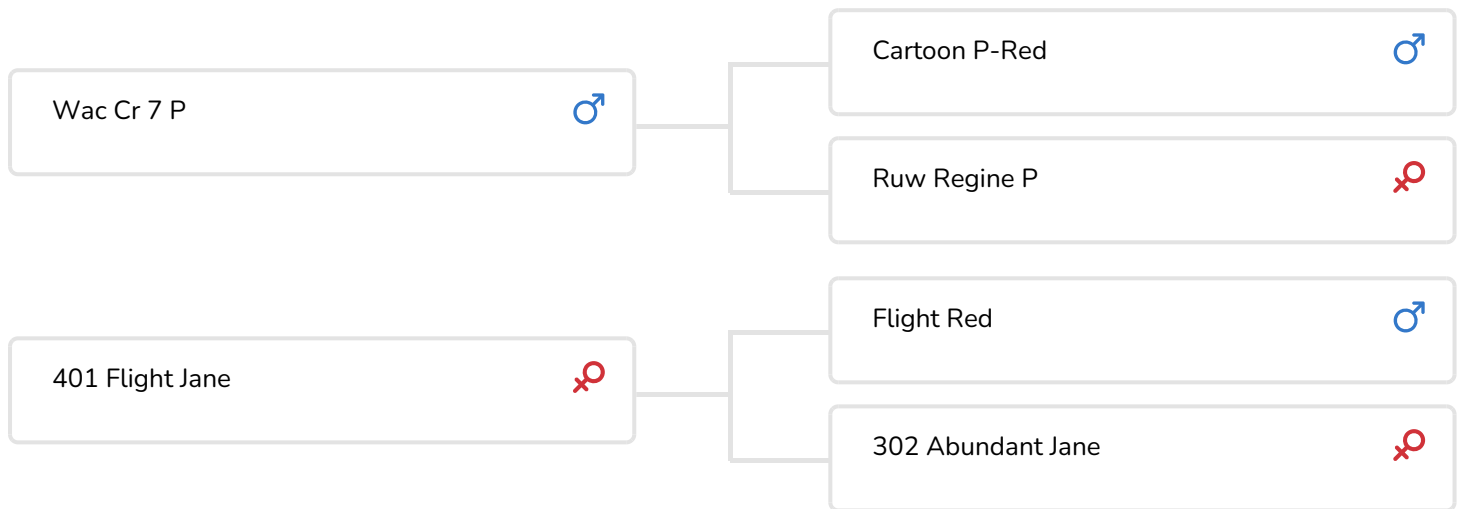 Cartoon P-Red
Wac Cr 7 P
Ruw Regine P
Flight Red
401 Flight Jane
302 Abundant Jane